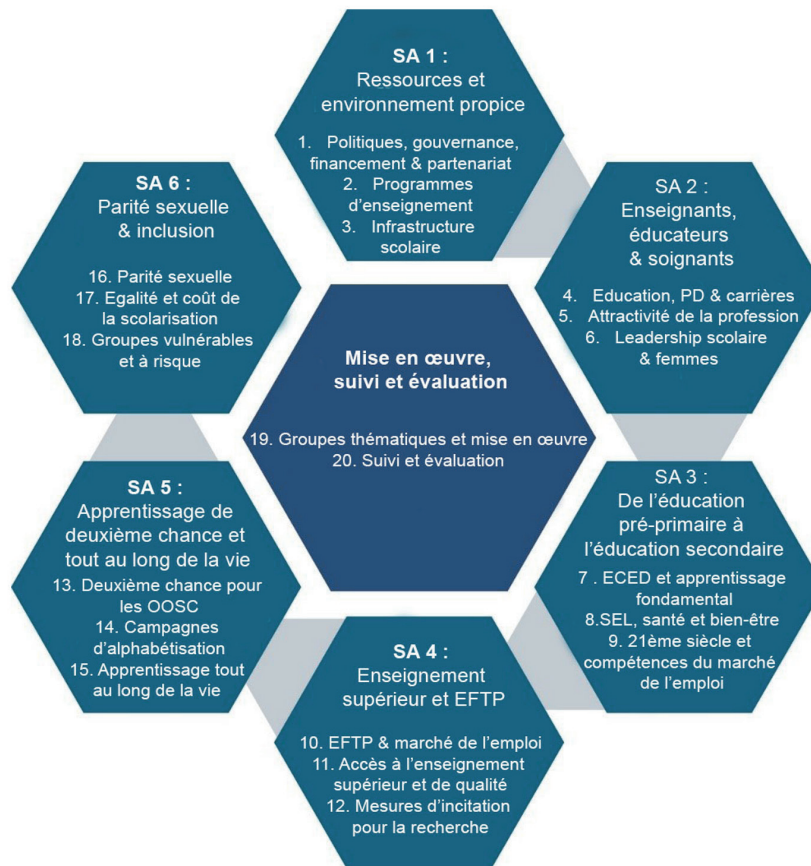 SA 1 :
Ressources et
environnement propice
1. Politiques, gouvernance,
financement & partenariat
2. Programmes
d'enseignement
3. Infrastructure
scolaire
SA 2 :
Enseignants,
éducateurs
& soignants
4. Education, PD & carrières
5. Attractivité de la profession
6. Leadership scolaire
& femmes
SA 3 :
De l'éducation
pré-primaire à
l'éducation secondaire
7 . ECED et apprentissage
fondamental
8.SEL, santé et bien-être
9. 21ème siècle et
compétences du marché
de l'emploi
SA 4 :
Enseignement
supérieur et EFTP
10. EFTP & marché de l'emploi
11. Accès à l'enseignement
supérieur et de qualité
12. Mesures d'incitation
pour la recherche
SA 5 :
Apprentissage de
deuxième chance et
tout au long de la vie
13. Deuxième chance pour
les OOSC
14. Campagnes
d'alphabétisation
15. Apprentissage tout
au long de la vie
SA 6 :
Parité sexuelle
& inclusion
16. Parité sexuelle
17. Egalité et coût de
la scolarisation
18. Groupes vulnérables
et à risque
Mise en œuvre,
suivi et évaluation
19. Groupes thématiques et mise en œuvre
20. Suivi et évaluation